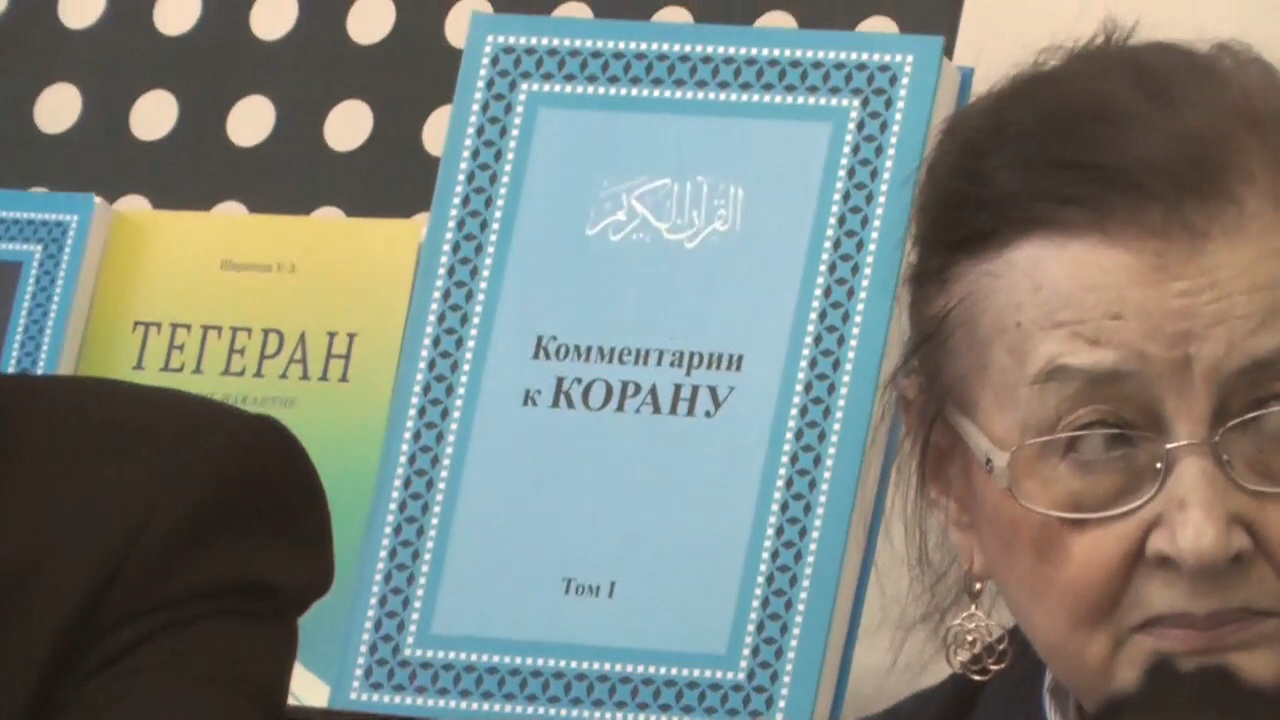 ТЕГЕРАН
القرآن الكريم
Комментарии
к КОРАНУ
Том I